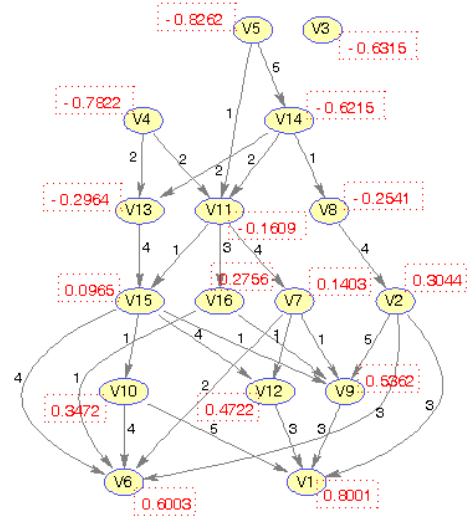 - 0.8262
V5
V3
- 0.6315
5
- 0.7822
V4
1
V14
- 0.6215
2
2
2
2
1
- 0.2964
V13
V11
V8
- 0.2541
- 0.1609
4
1
3
4
4
0.0965
0.2756
0.1403
0.3044
V15
V16
V7
V2
1
4
1
1
1
5
4
1
2
3
3
V10
V12
V9
0.5362
0.3472
0.4722
4
5
3
3
V6
V1
0.6003
0.8001